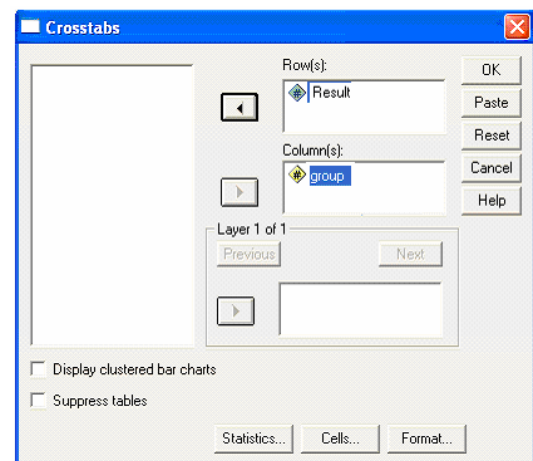 Crosstabs
Row(s):
Result
Column(s):
group
OK
Paste
Reset
Cancel
Help
Layer 1 of 1
Previous
Next
Display clustered bar charts
Suppress tables
Statistics...
Cells...
Format...